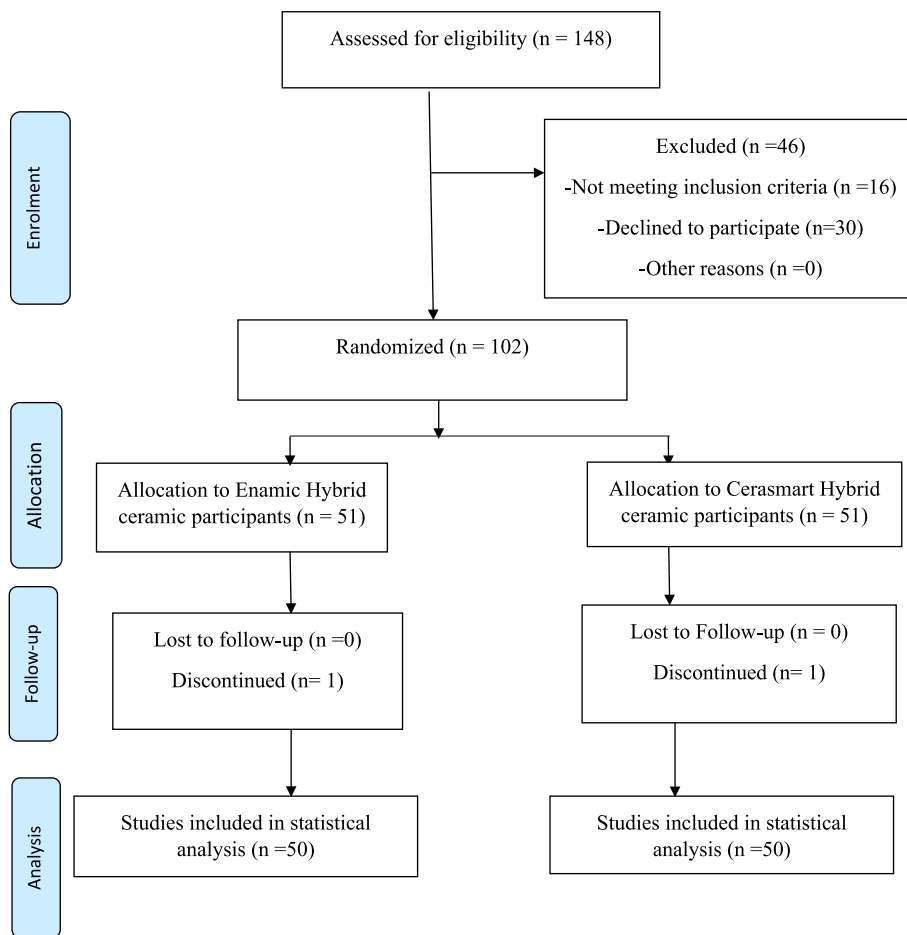 Assessed for eligibility (n = 148)
Enrolment
Excluded (n =46)
-Not meeting inclusion criteria (n =16)
-Declined to participate (n=30)
-Other reasons (n =0)
Randomized (n = 102)
Allocation
Allocation to Enamic Hybrid
ceramic participants (n = 51)
Allocation to Cerasmart Hybrid
ceramic participants (n = 51)
Follow-up
Lost to follow-up (n =0)
Discontinued (n= 1)
Lost to Follow-up (n = 0)
Discontinued (n= 1)
Analysis
Studies included in statistical
analysis (n =50)
Studies included in statistical
analysis (n =50)